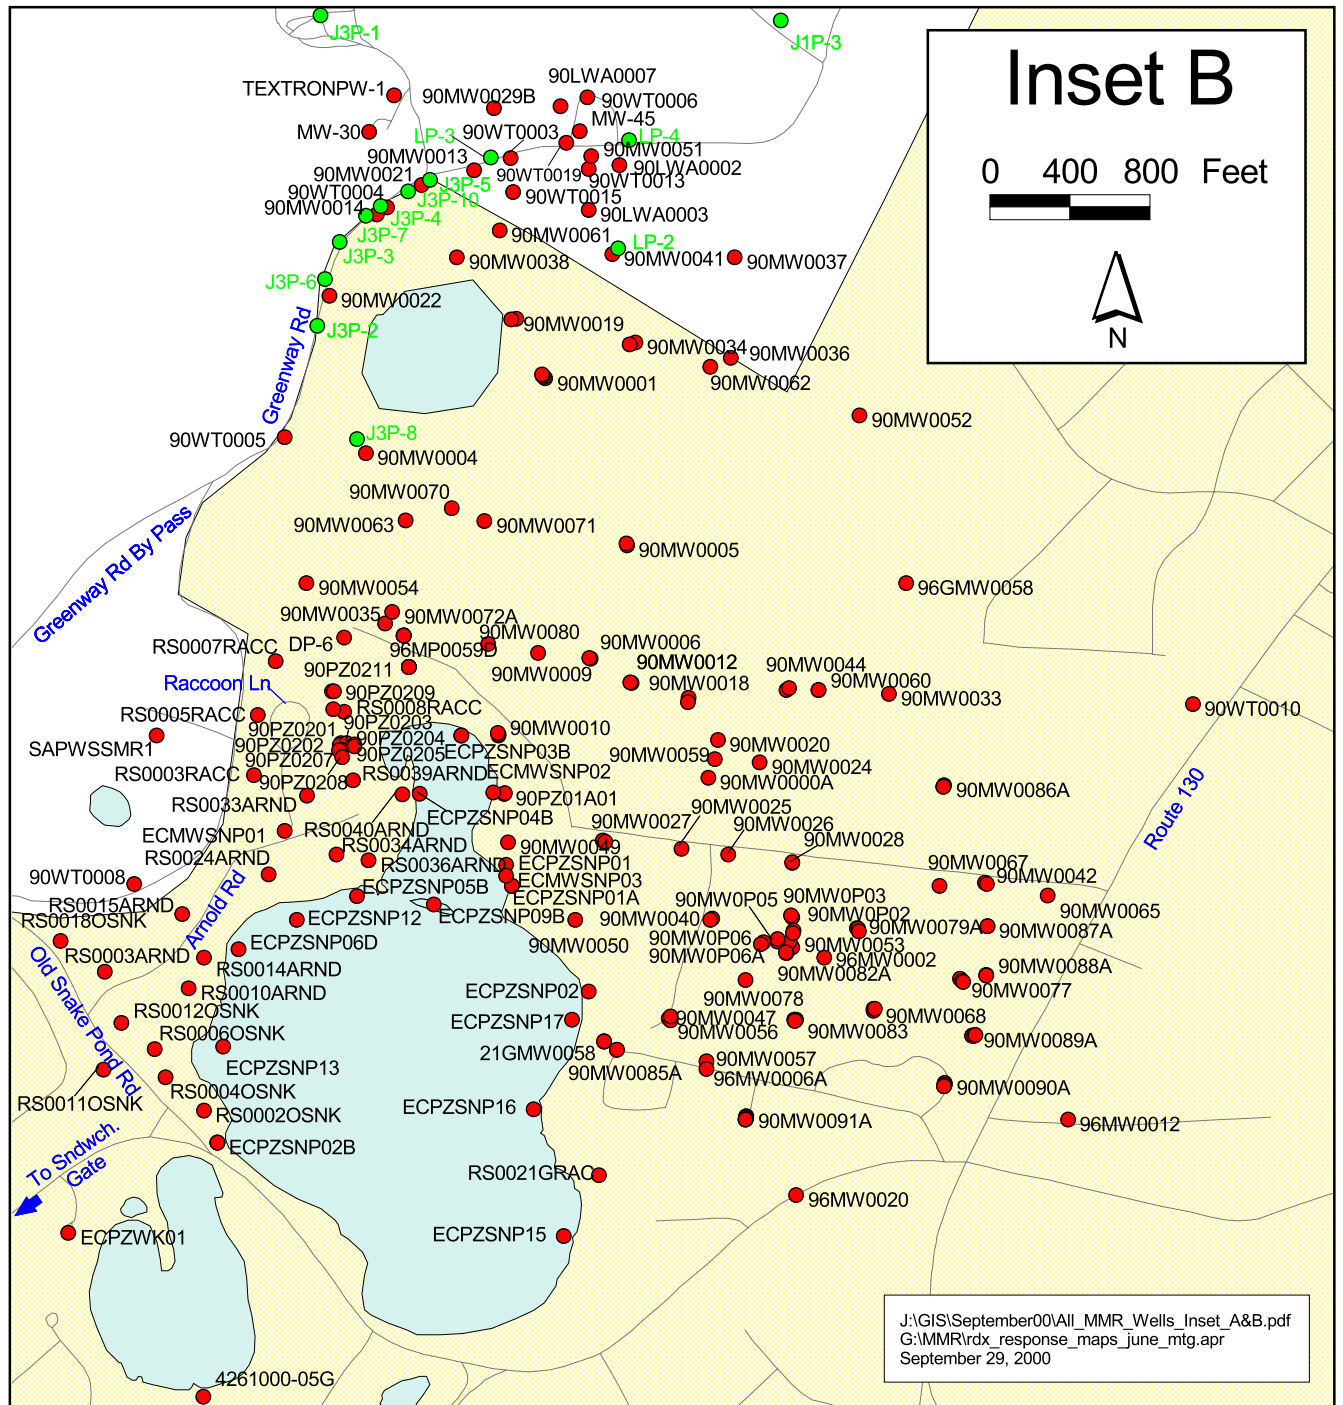 J3P-1
J1P-3
Inset B
0 400 800 Feet
N
TEXTRONPW-1
90LWA0007
90MW0029B
90WT0006
MW-45
MW-30
LP-3
90WT0003
LP-4
90MW0013
90MW0051
90MW0021
90WT0019
90LWA0002
90WT0013
J3P-5
90WT0004
J3P-10
90WT0015
90MW0014
J3P-4
90LWA0003
J3P-7
90MW0061
LP-2
J3P-3
90MW0038
90MW0041
90MW0037
J3P-6
90MW0022
J3P-2
90MW0019
90MW0034
90MW0036
90MW0001
90MW0062
Greenway Rd
90MW0052
90WT0005
J3P-8
90MW0004
90MW0070
90MW0063
90MW0071
90MW0005
Greenway Rd By Pass
90MW0054
96GMW0058
90MW0035
90MW0072A
DP-6
90MW0080
96MP0059D
90MW0006
RS0007RACC
90MW0009
90PZ0211
90MW0012
90MW0018
90MW0044
90MW0060
90MW0033
Raccoon Ln
90PZ0209
RS0008RACC
90WT0010
RS0005RACC
90PZ0201
90PZ0203
90PZ0204
90MW0010
SAPWSSMR1
90PZ0202
90PZ0205
ECPZSNP03B
90MW0020
90PZ0207
90MW0059
90MW0024
RS0003RACC
90PZ0208
RS0039ARND
ECMWSNP02
90MW0000A
90MW0086A
RS0033ARND
90PZ01A01
ECPZSNP04B
90MW0025
Route 130
ECMWSNP01
RS0040ARND
90MW0027
90MW0026
RS0034ARND
90MW0049
90MW0028
RS0024ARND
RS0036ARND
ECPZSNP01
90MW0067
90WT0008
ECMWSNP03
90MW0042
ECPZSNP05B
ECPZSNP01A
90MW0P05
90MW0P03
RS0015ARND
Arnold Rd
ECPZSNP09B
90MW0065
RS0018OSNK
ECPZSNP12
90MW0040
90MW0P02
90MW0079A
90MW0087A
90MW0050
90MW0P06
90MW0053
RS0003ARND
ECPZSNP06D
90MW0P06A
96MW0002
RS0014ARND
90MW0082A
90MW0088A
Old Snake Pond Rd
RS0010ARND
ECPZSNP02
90MW0078
90MW0077
RS0012OSNK
ECPZSNP17
90MW0047
90MW0068
RS0006OSNK
90MW0056
90MW0083
90MW0089A
21GMW0058
ECPZSNP13
90MW0085A
90MW0057
96MW0006A
RS0004OSNK
90MW0090A
RS0011OSNK
RS0002OSNK
ECPZSNP16
90MW0091A
96MW0012
To Sndwch.
Gate
ECPZSNP02B
RS0021GRAC
96MW0020
ECPZWK01
ECPZSNP15
J:\GIS\September00\All_MMR_Wells_Inset_A&B.pdf
G:\MMR\rdx_response_maps_june_mtg.apr
September 29, 2000
4261000-05G